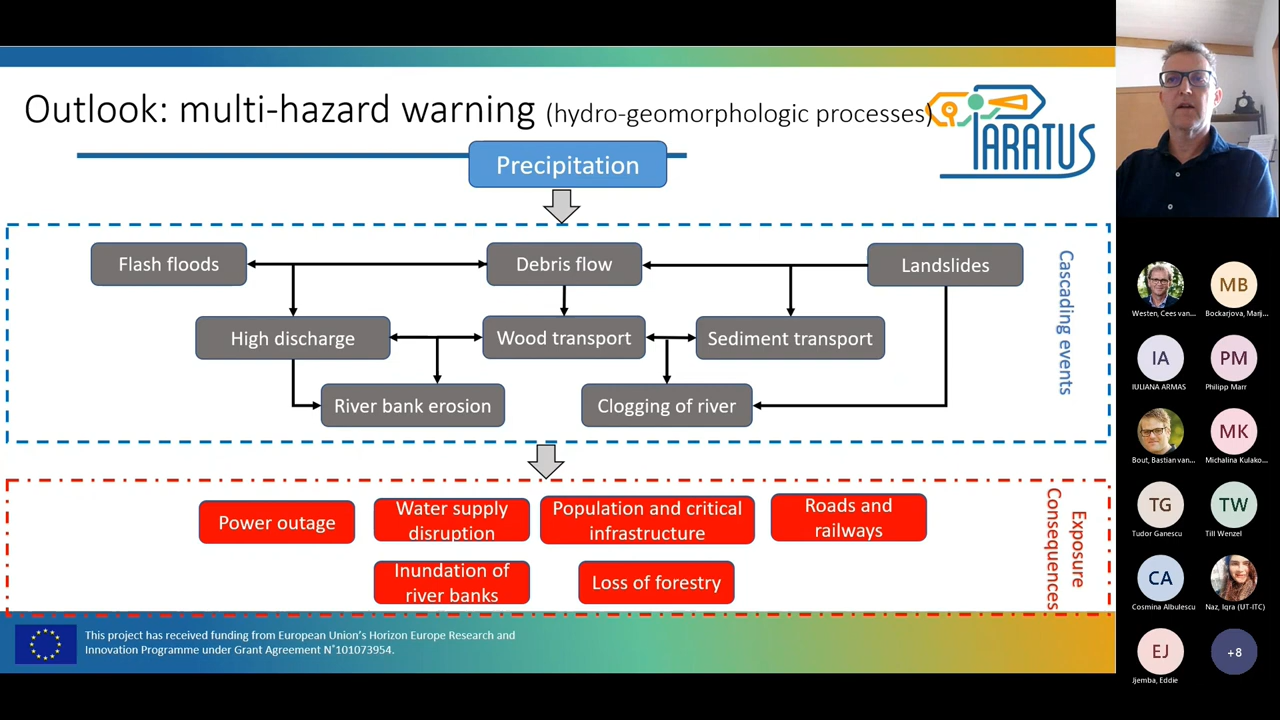 Outlook: multi-hazard warning (hydro-geomorphologic processes)
PARATUS
Precipitation
Flash floods
Debris flow
Landslides
High discharge
Wood transport
Sediment transport
River bank erosion
Clogging of river
Cascading events
Power outage
Water supply
disruption
Population and critical
infrastructure
Roads and
railways
Inundation of
river banks
Loss of forestry
Exposure
Consequences
This project has received funding from European Union's Horizon Europe Research and
Innovation Programme under Grant Agreement N°101073954.
Westen, Cees van...
MB
Bockarjova, Marij...
IA
IULIANA ARMAS
PM
Philipp Marr
Bout, Bastian van...
MK
Michalina Kulako...
TG
Tudor Ganescu
TW
Till Wenzel
CA
Cosmina Albulescu
Naz, Iqra (UT-ITC)
EJ
Jjemba, Eddie
+8